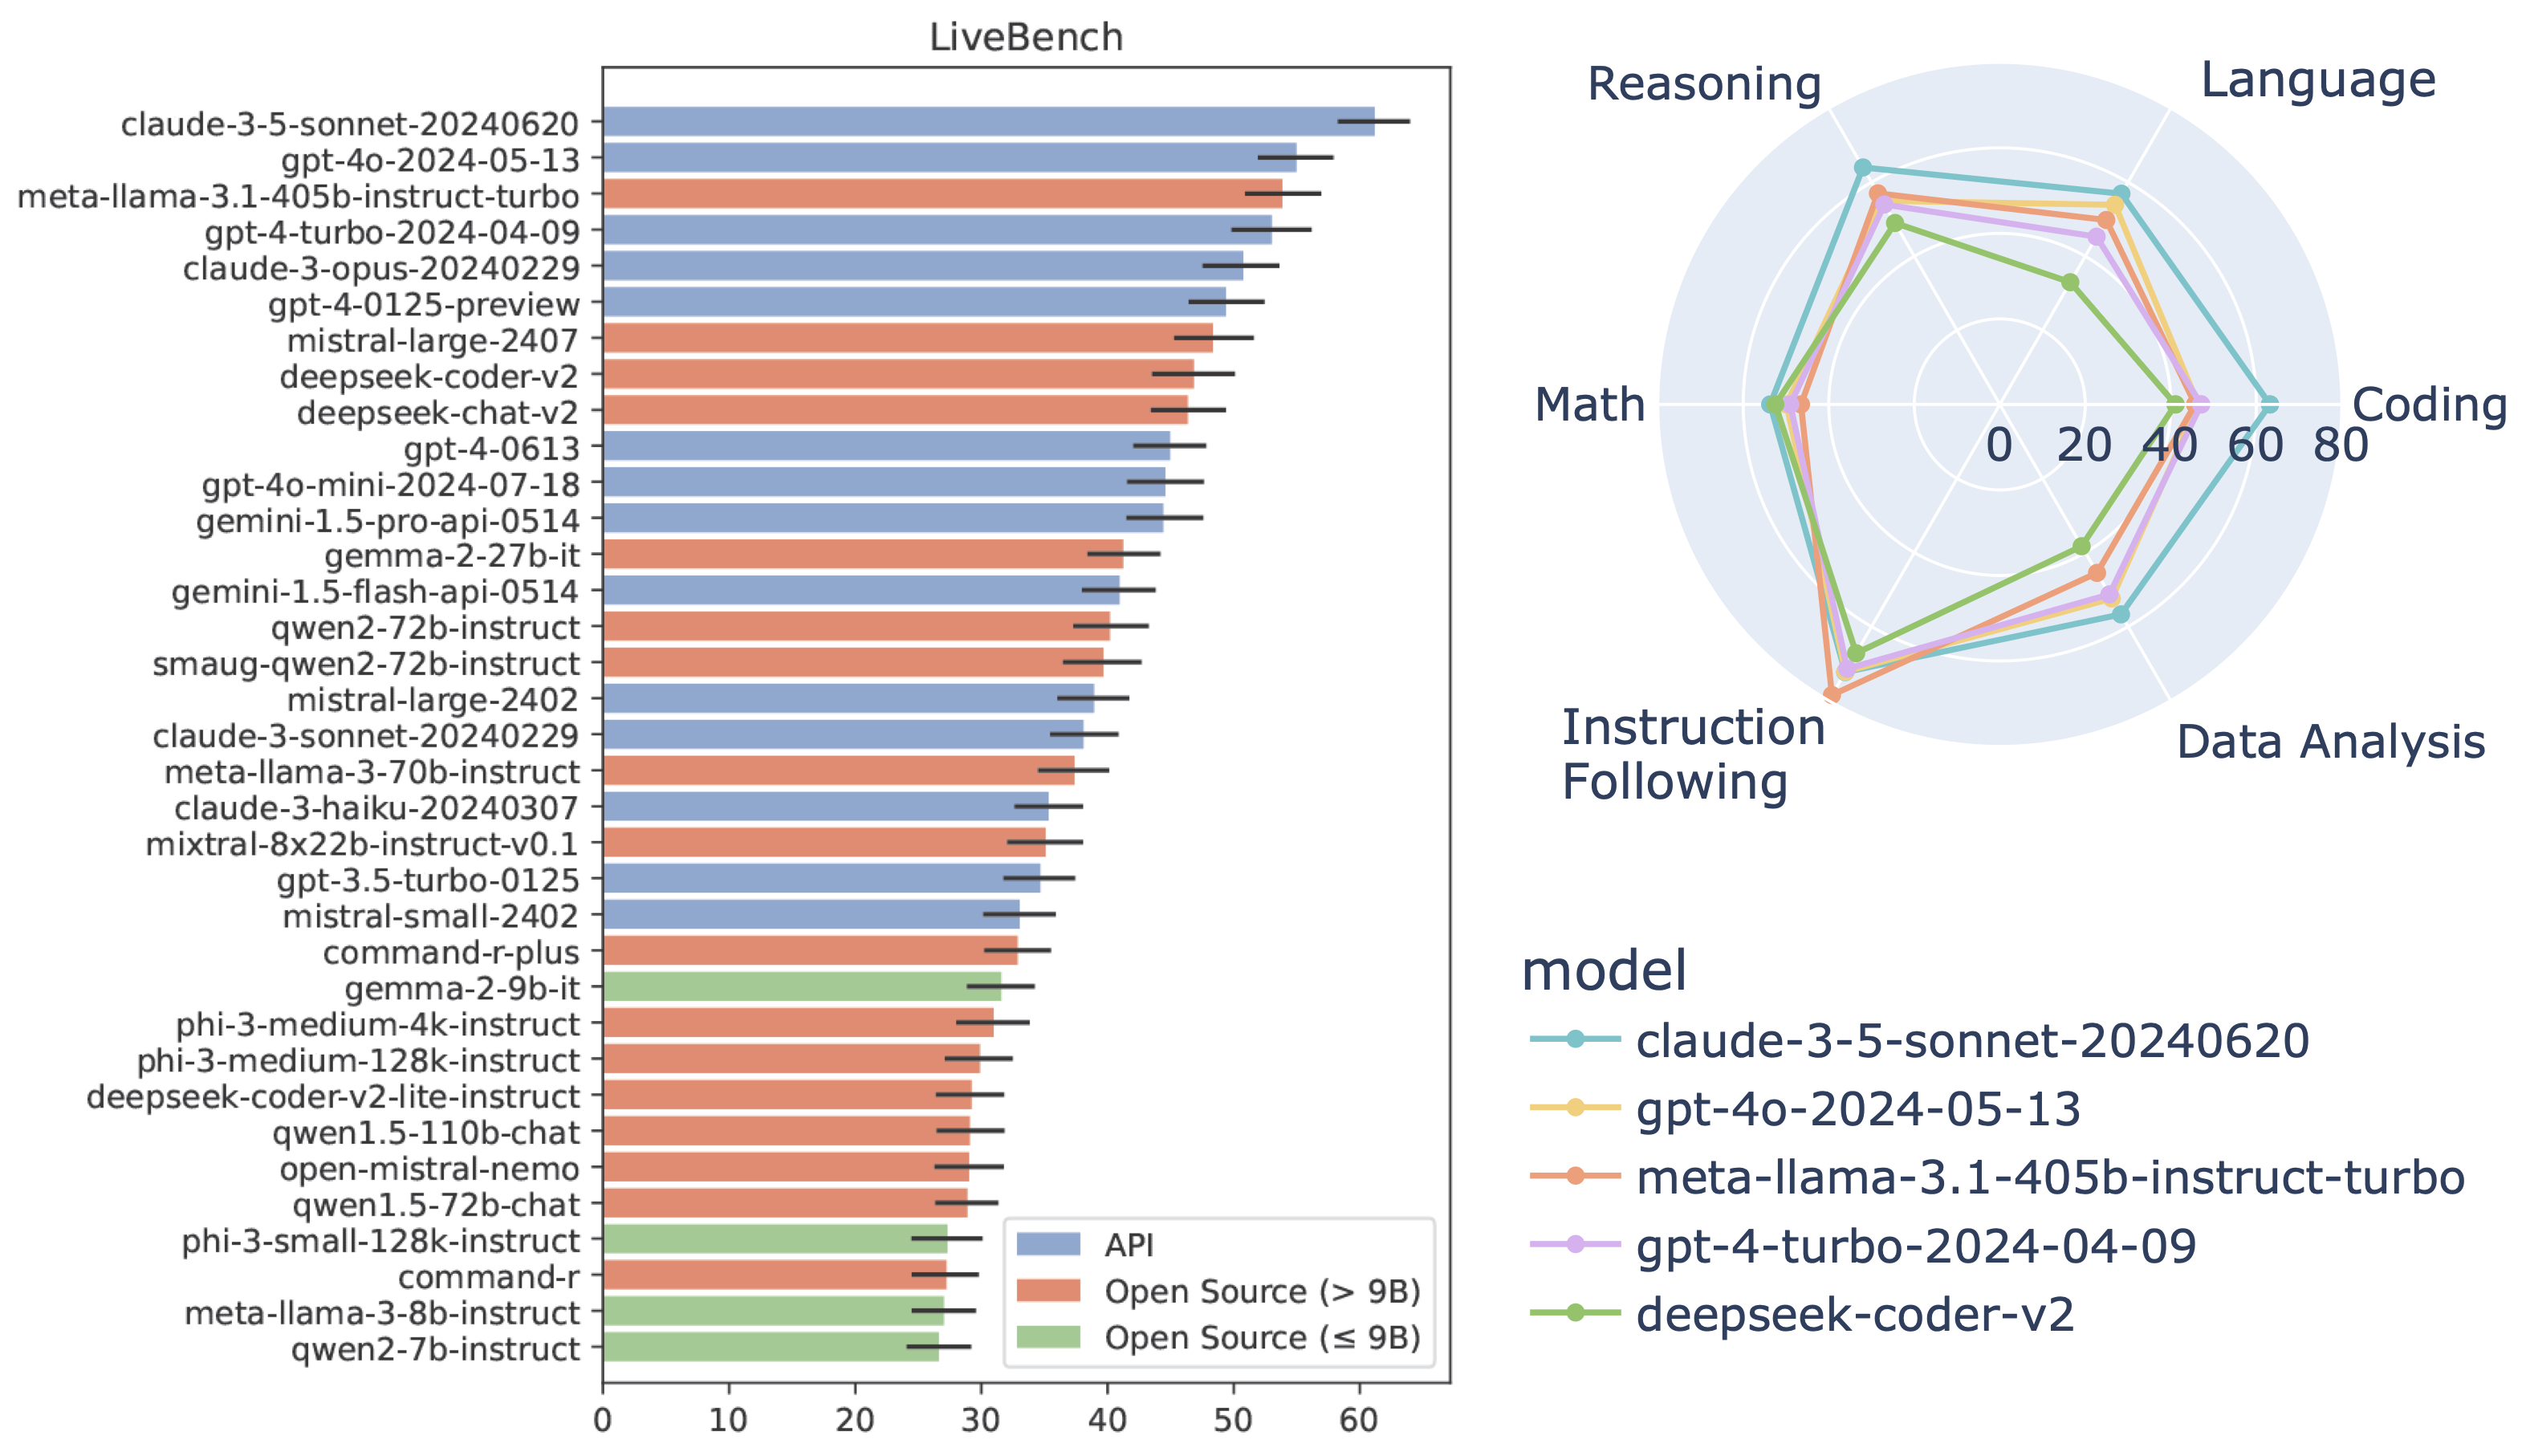 LiveBench
claude-3-5-sonnet-20240620
gpt-4o-2024-05-13
meta-llama-3.1-405b-instruct-turbo
gpt-4-turbo-2024-04-09
claude-3-opus-20240229
gpt-4-0125-preview
mistral-large-2407
deepseek-coder-v2
deepseek-chat-v2
gpt-4-0613
gpt-4o-mini-2024-07-18
gemini-1.5-pro-api-0514
gemma-2-27b-it
gemini-1.5-flash-api-0514
qwen2-72b-instruct
smaug-qwen2-72b-instruct
mistral-large-2402
claude-3-sonnet-20240229
meta-llama-3-70b-instruct
claude-3-haiku-20240307
mixtral-8x22b-instruct-v0.1
gpt-3.5-turbo-0125
mistral-small-2402
command-r-plus
gemma-2-9b-it
phi-3-medium-4k-instruct
phi-3-medium-128k-instruct
deepseek-coder-v2-lite-instruct
qwen1.5-110b-chat
open-mistral-nemo
qwen1.5-72b-chat
phi-3-small-128k-instruct
command-r
meta-llama-3-8b-instruct
qwen2-7b-instruct
0 10 20 30 40 50 60
API
Open Source (> 9B)
Open Source (≤ 9B)
Reasoning
Language
Math
Coding
0 20 40 60 80
Instruction
Following
Data Analysis
model
claude-3-5-sonnet-20240620
gpt-4o-2024-05-13
meta-llama-3.1-405b-instruct-turbo
gpt-4-turbo-2024-04-09
deepseek-coder-v2